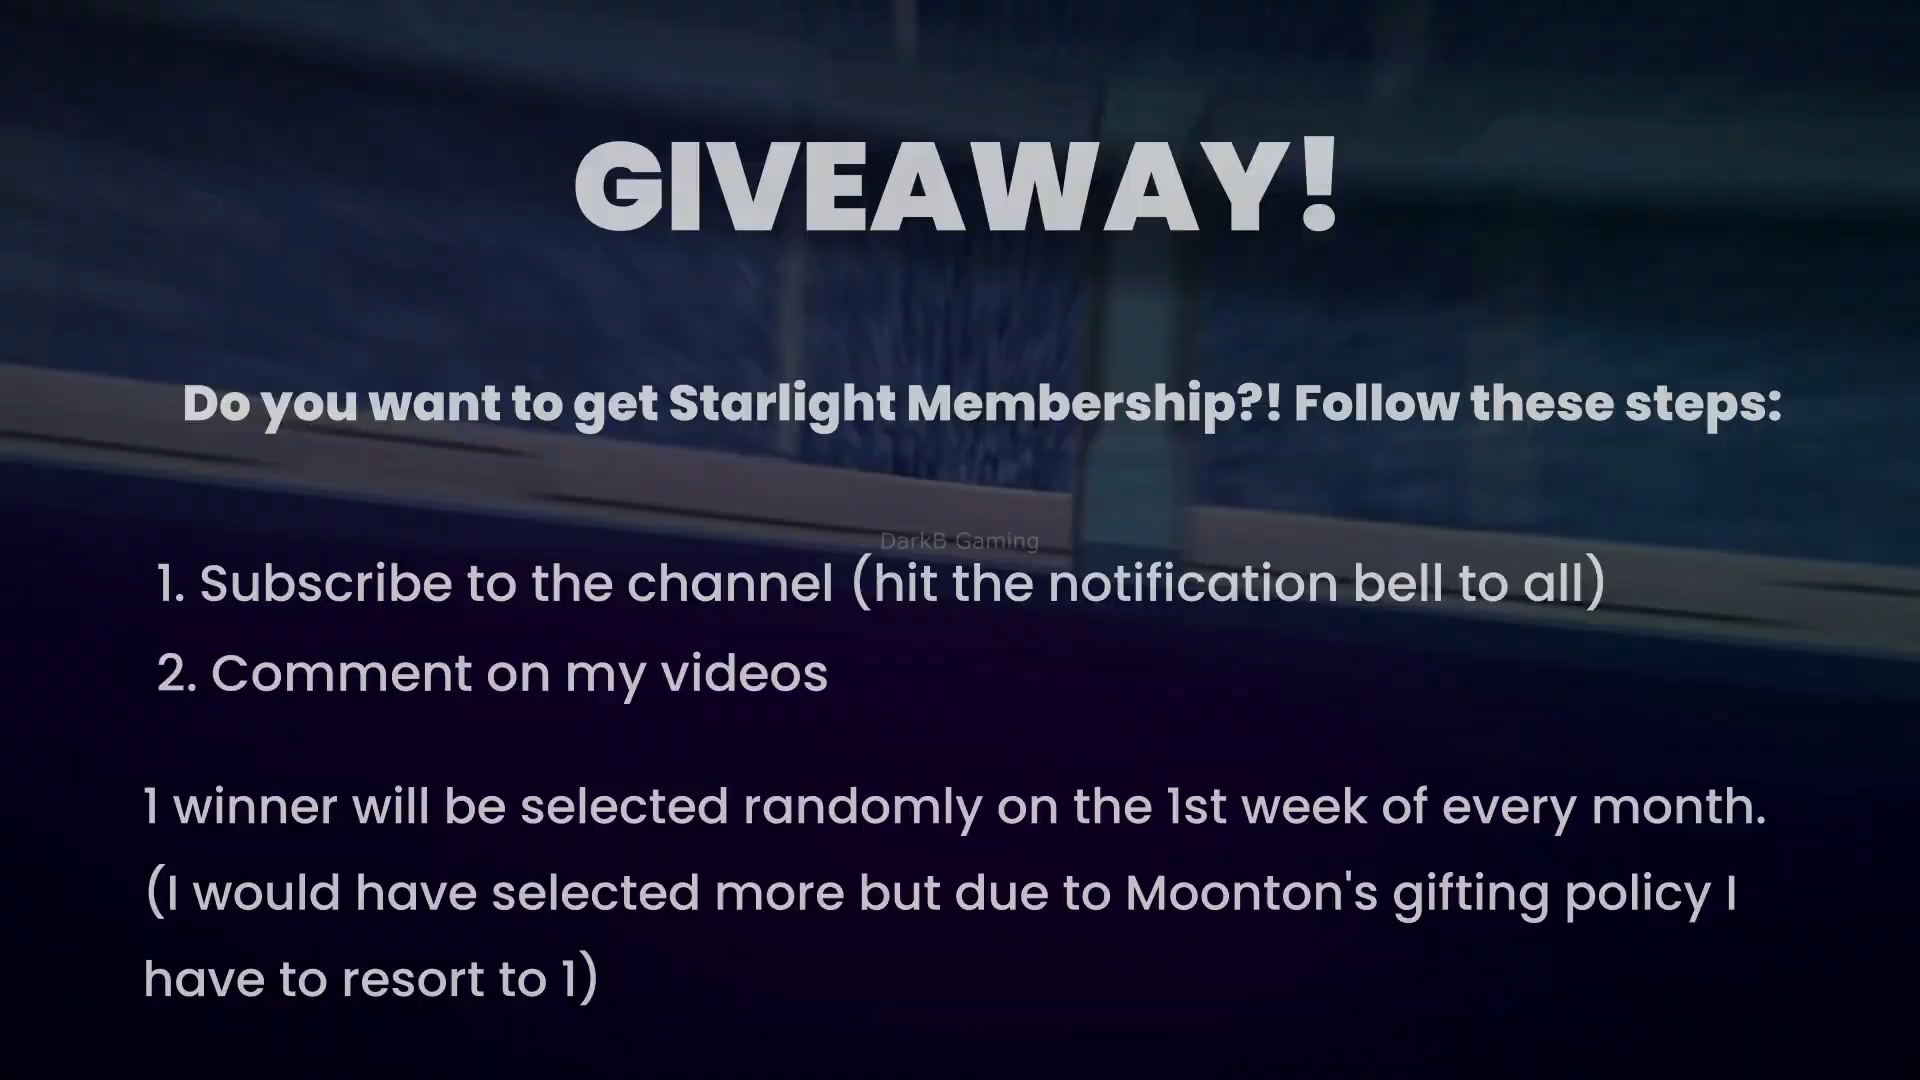 GIVEAWAY!
Do you want to get Starlight Membership?! Follow these steps:
DarkB Gaming
1. Subscribe to the channel (hit the notification bell to all)
2. Comment on my videos
1 winner will be selected randomly on the 1st week of every month.
(I would have selected more but due to Moonton's gifting policy I
have to resort to 1)